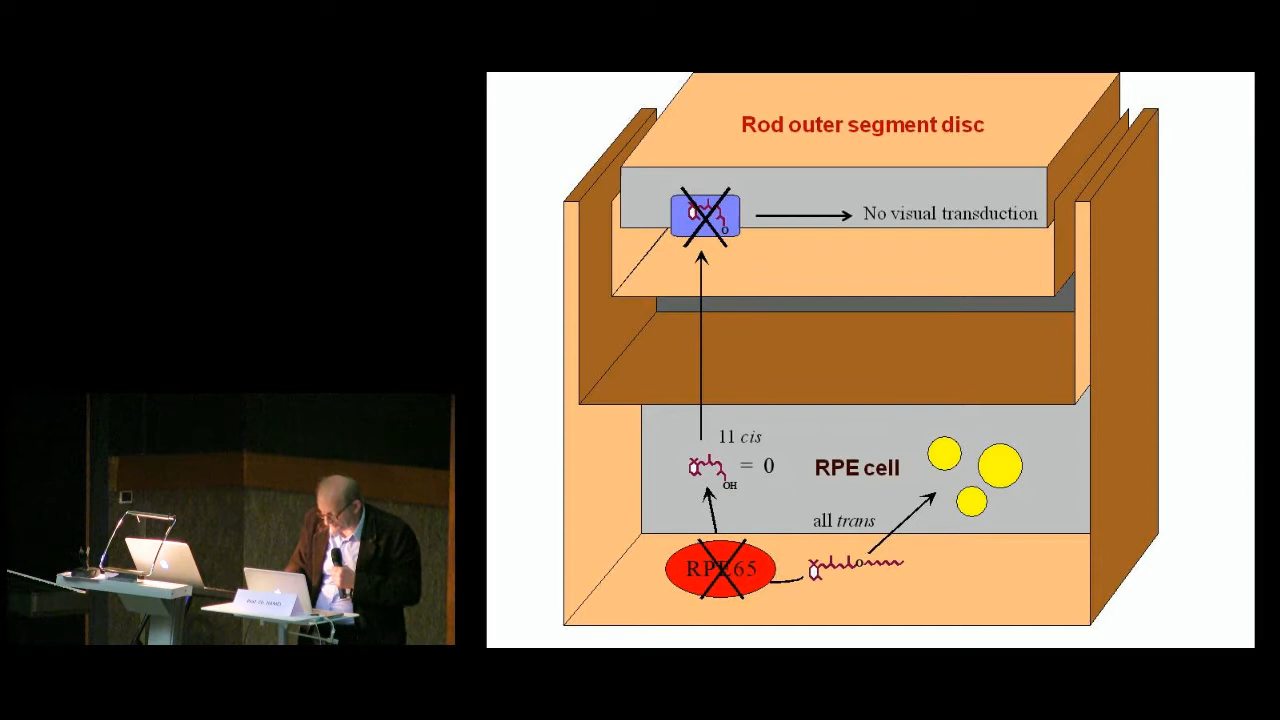 Rod outer segment disc
No visual transduction
O
11 cis
= 0
OH
RPE cell
all trans
RPE65
o